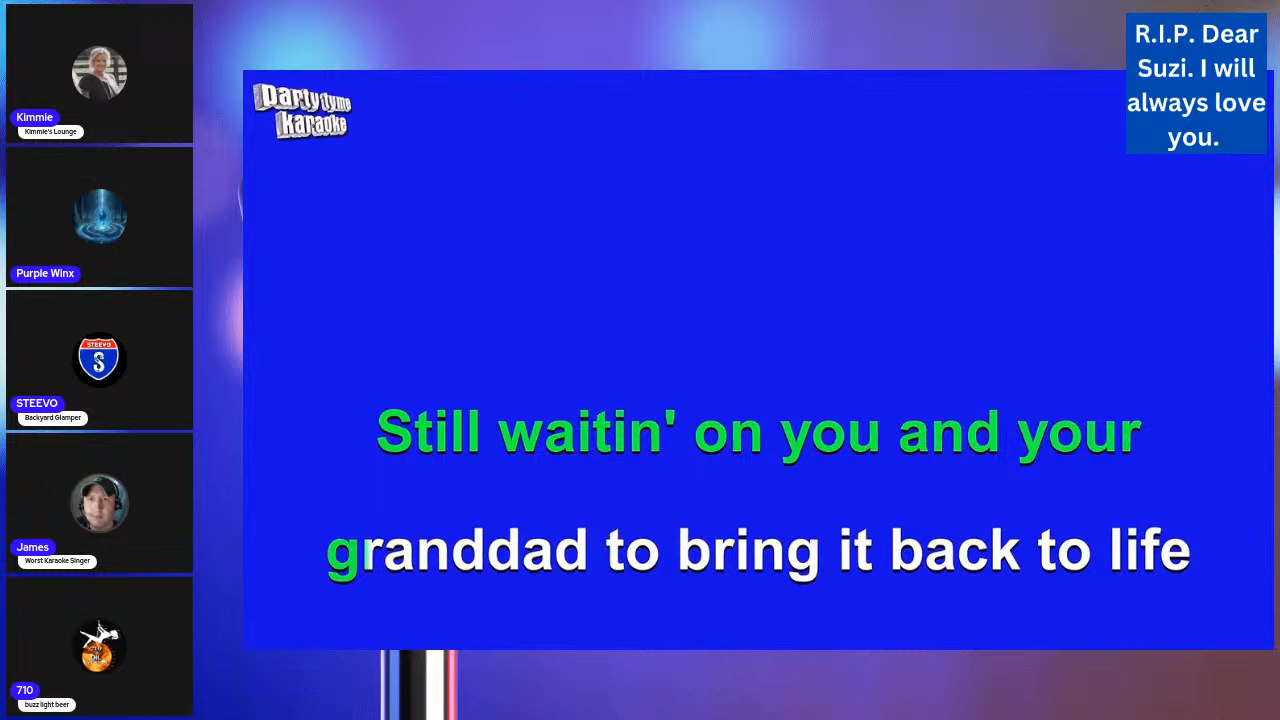 R.I.P. Dear
Suzi. I will
always love
you.
party tyme
karaoke
Kimmie
Kimmie's Lounge
Purple Winx
STEEVO
S
STEEVO
Backyard Glamper
James
Worst Karaoke Singer
710
buzz light beer
Still waitin' on you and your
granddad to bring it back to life